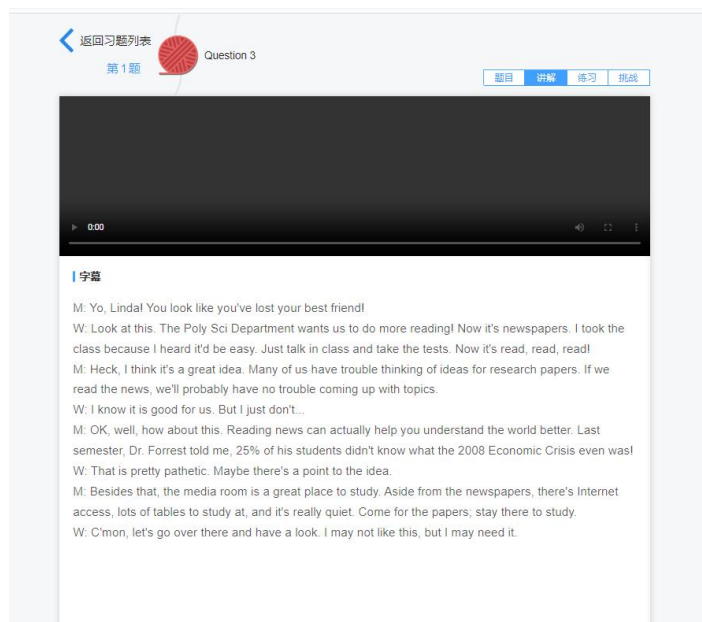 返回习题列表
第1题
Question 3
题目 讲解 练习 挑战
0:00
字幕
M: Yo, Linda! You look like you've lost your best friend!
W: Look at this. The Poly Sci Department wants us to do more reading! Now it's newspapers. I took the
class because I heard it'd be easy. Just talk in class and take the tests. Now it's read, read, read!
M: Heck, I think it's a great idea. Many of us have trouble thinking of ideas for research papers. If we
read the news, we'll probably have no trouble coming up with topics.
W: I know it is good for us. But I just don't...
M: OK, well, how about this. Reading news can actually help you understand the world better. Last
semester, Dr. Forrest told me, 25% of his students didn't know what the 2008 Economic Crisis even was!
W: That is pretty pathetic. Maybe there's a point to the idea.
M: Besides that, the media room is a great place to study. Aside from the newspapers, there's Internet
access, lots of tables to study at, and it's really quiet. Come for the papers; stay there to study.
W: C'mon, let's go over there and have a look. I may not like this, but I may need it.